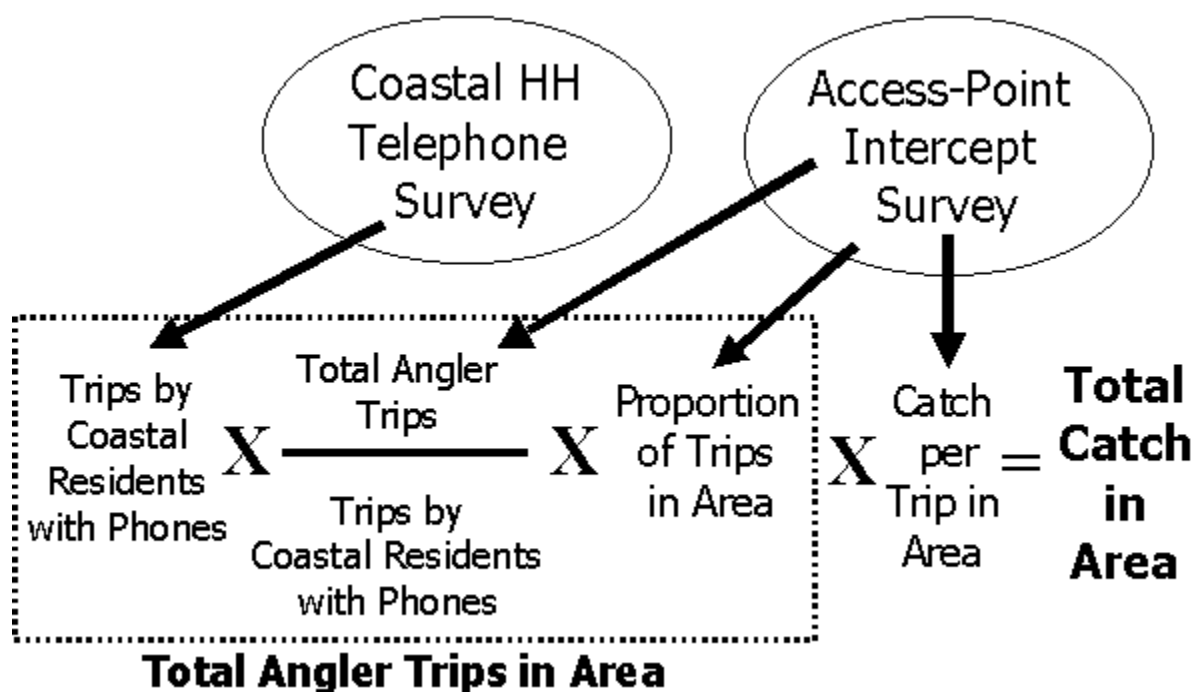 Coastal HH
Telephone
Survey
Access-Point
Intercept
Survey
Trips by
Coastal
Residents
with Phones
X
Total Angler
Trips
Trips by
Coastal Residents
with Phones
X
Proportion
of Trips
in Area
X
Catch
per
Trip in
Area
=
Total
Catch
in
Area
Total Angler Trips in Area